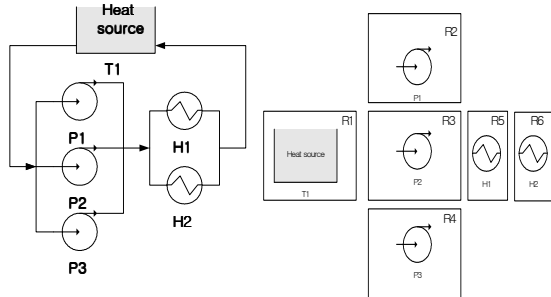 Heat
source
T1
P1
P2
P3
H1
H2
R1
Heat source
T1
R2
P1
R3
P2
R4
P3
R5
H1
R6
H2